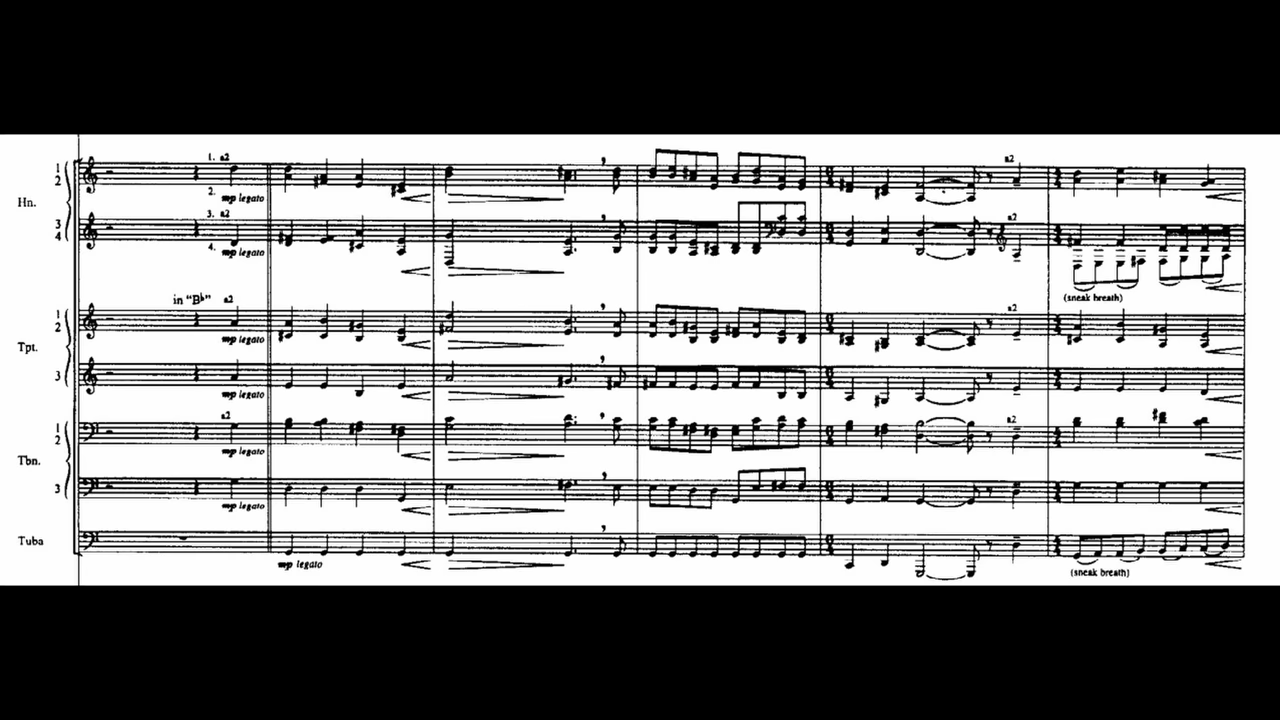 1. a2
1
2
Hn.
2.
mp legato
a2
3. a2
3
4
4.
mp legato
a2
(sneak breath)
in "B♭" a2
1
2
Tpt.
mp legato
a2
3
mp legato
a2
1
2
Tbn.
mp legato
a2
3
mp legato
Tuba
mp legato
(sneak breath)